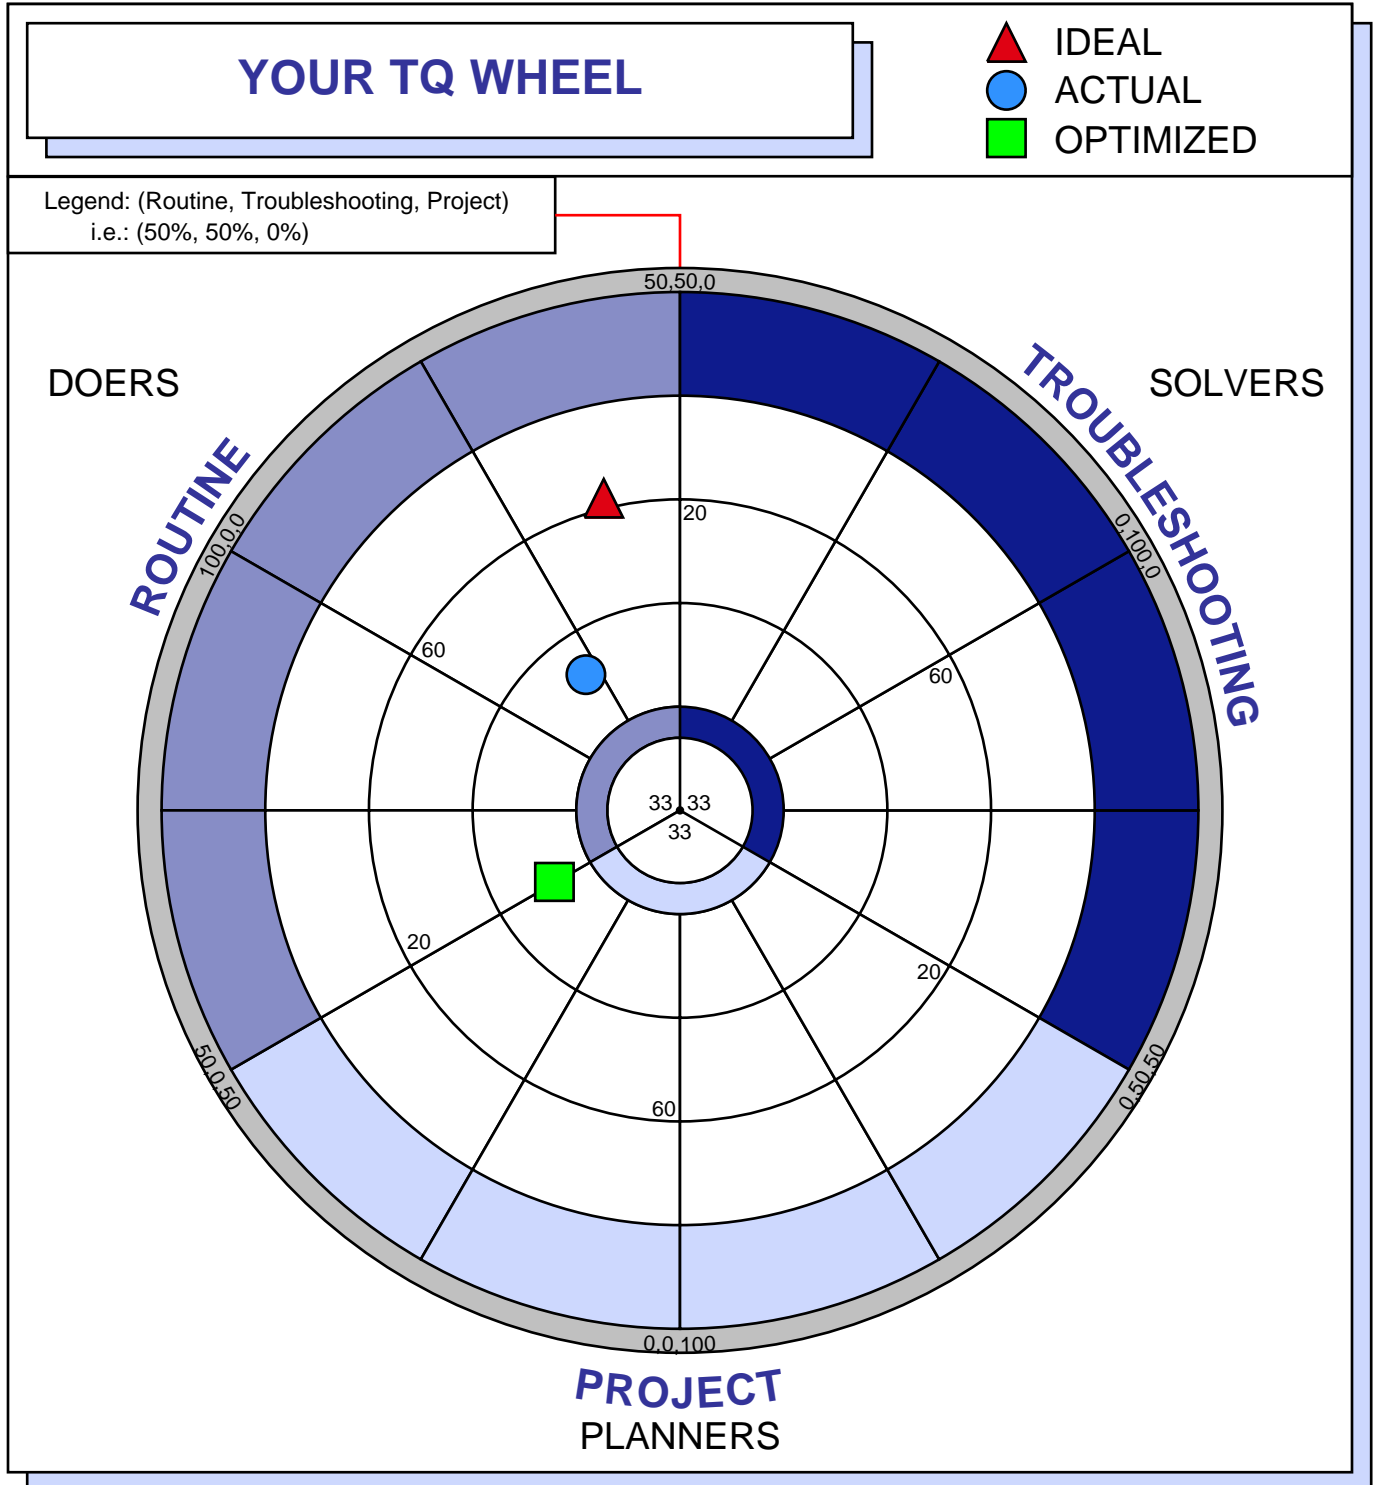 YOUR TQ WHEEL
IDEAL
ACTUAL
OPTIMIZED
Legend: (Routine, Troubleshooting, Project)
i.e.: (50%, 50%, 0%)
50,50,0
DOERS
SOLVERS
ROUTINE
TROUBLESHOOTING
100,0,0
0,100,0
20
60
60
33 33
33
20
20
50,0,50
0,50,50
60
0,0,100
PROJECT
PLANNERS